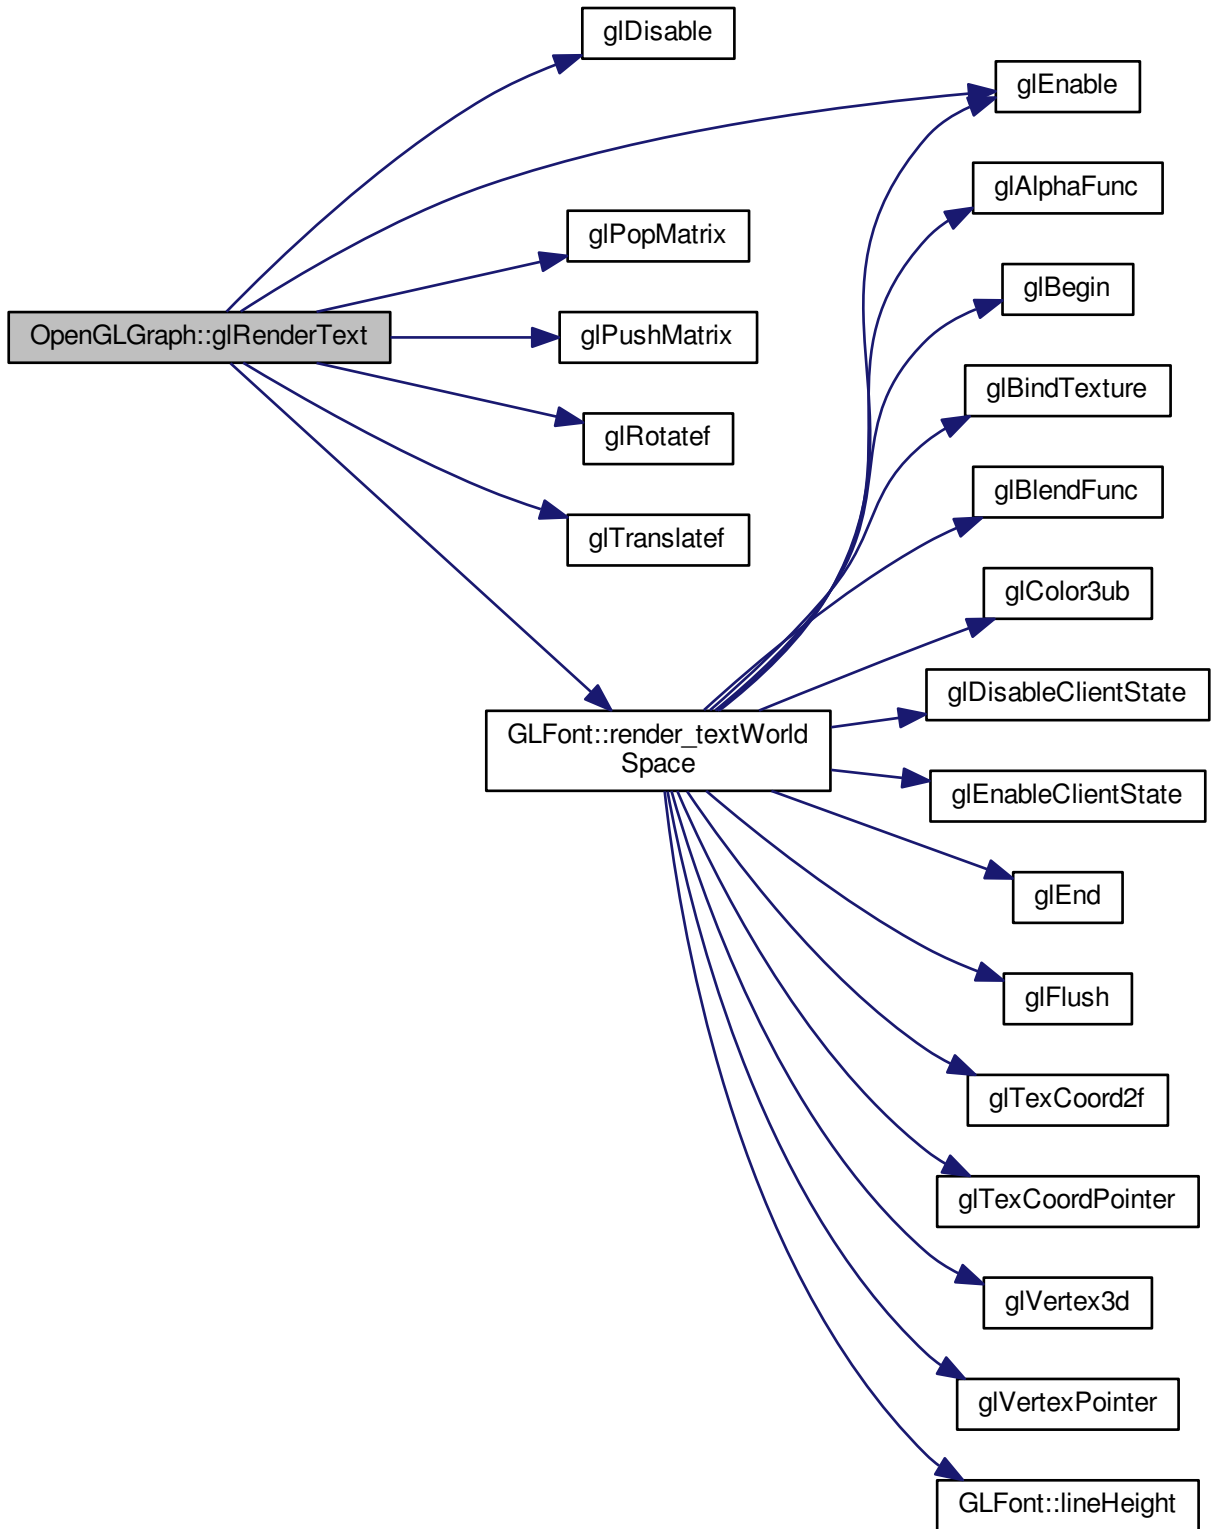 glDisable
glEnable
glAlphaFunc
glPopMatrix
glBegin
OpenGLGraph::glRenderText
glPushMatrix
glBindTexture
glRotatef
glBlendFunc
glTranslatef
glColor3ub
glDisableClientState
GLFont::render_textWorld
Space
glEnableClientState
glEnd
glFlush
glTexCoord2f
glTexCoordPointer
glVertex3d
glVertexPointer
GLFont::lineHeight